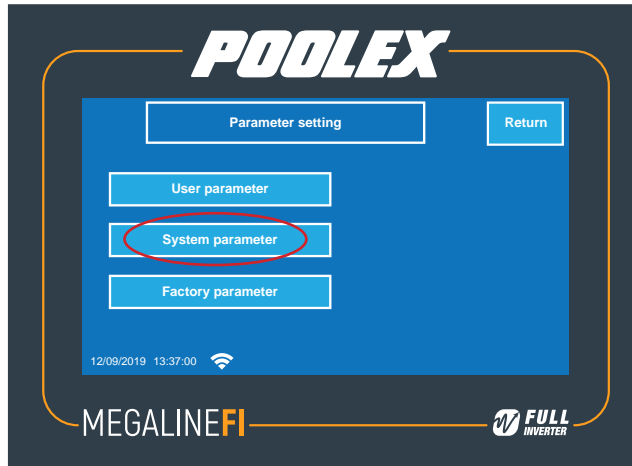 POOLEX
Parameter setting
Return
User parameter
System parameter
Factory parameter
12/09/2019 13:37:00
MEGALINEFI
FULL
INVERTER